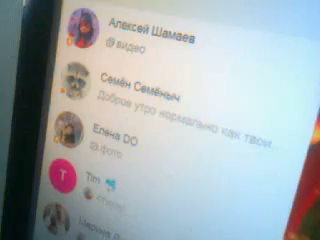 Алексей Шамаев
видео
Семён Семёныч
Доброе утро нормально как твои...
Елена DO
фото
T
Tim